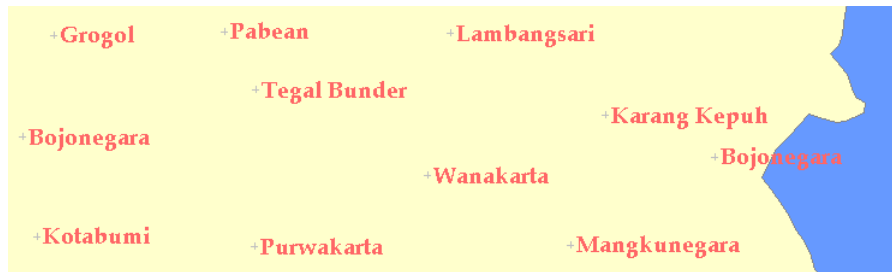 Grogol
Pabean
Lambangsari
Tegal Bunder
Karang Kepuh
Bojonegara
Bojonegara
Wanakarta
Kotabumi
Purwakarta
Mangkunegara